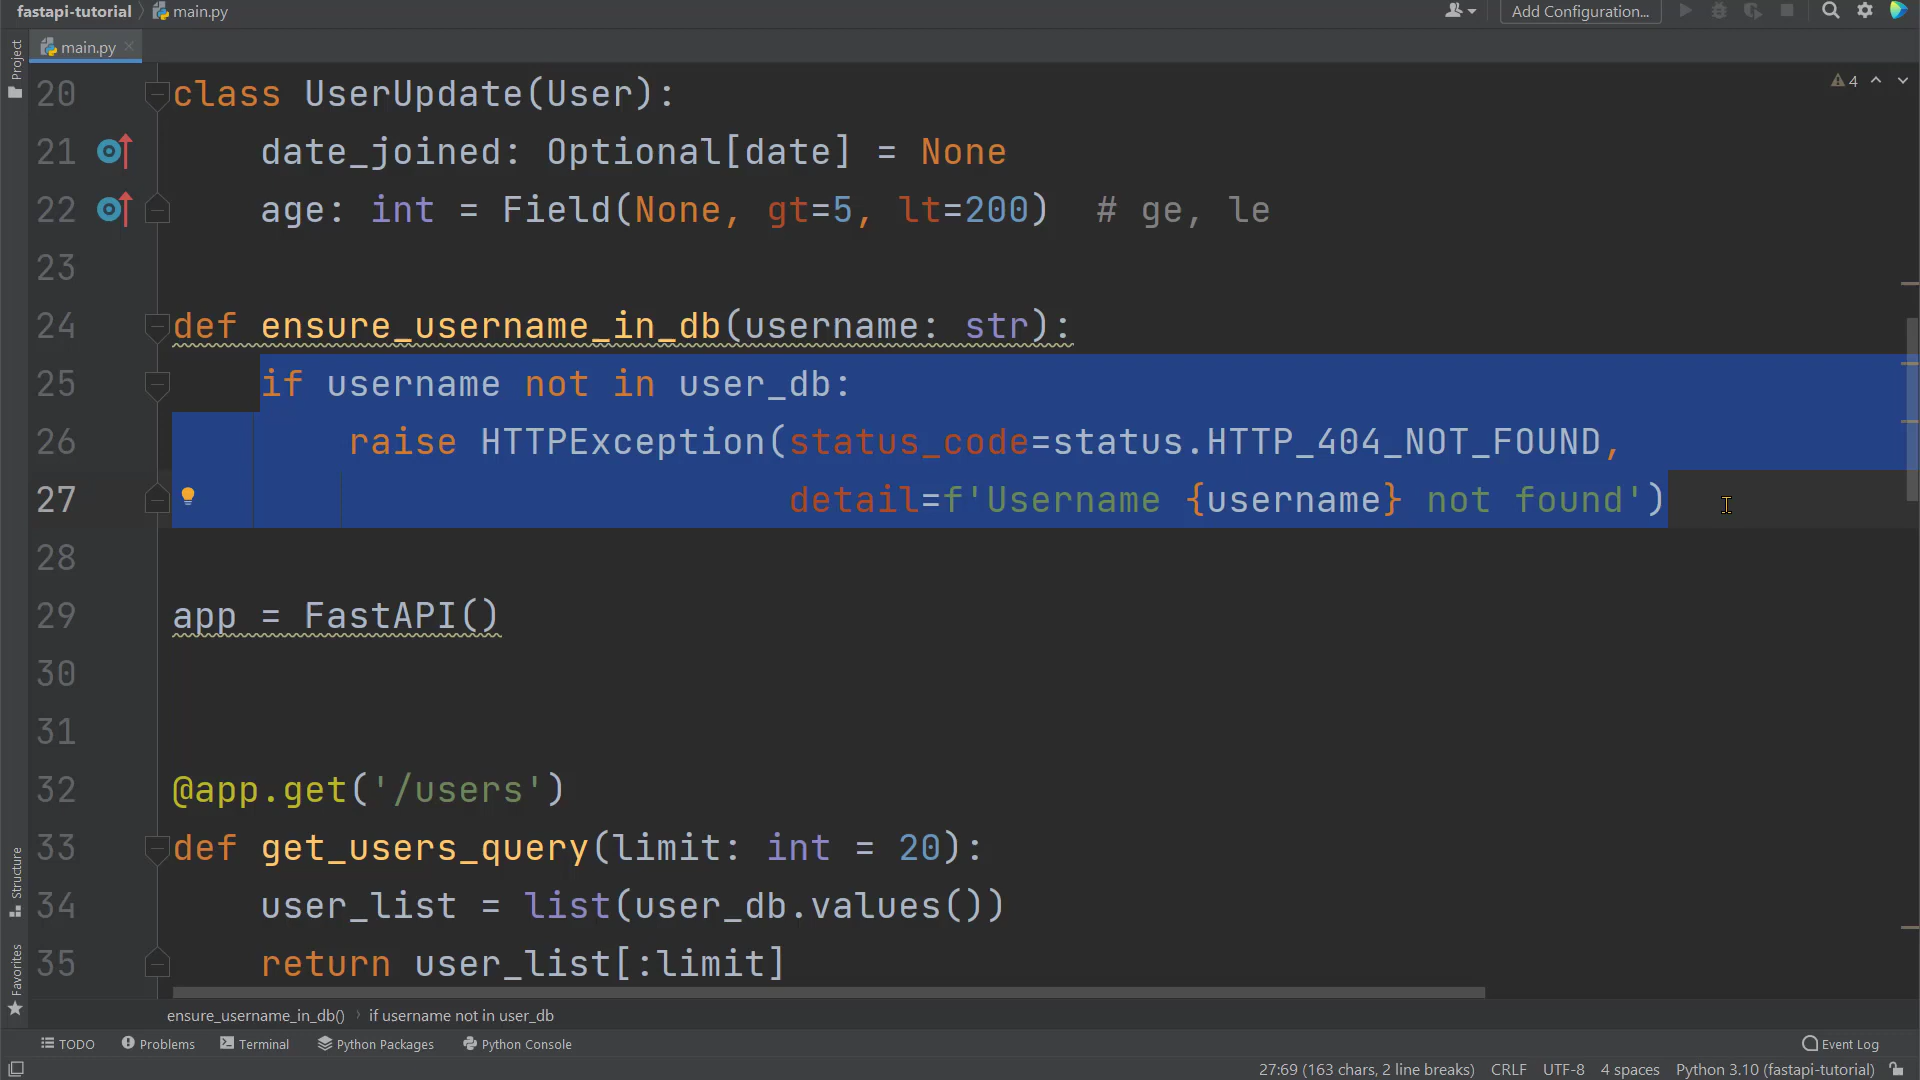 fastapi-tutorial main.py
Add Configuration...
main.py
Project
4
20 class UserUpdate(User):
21     date_joined: Optional[date] = None
22     age: int = Field(None, gt=5, lt=200)  # ge, le
23
24 def ensure_username_in_db(username: str):
25     if username not in user_db:
26         raise HTTPException(status_code=status.HTTP_404_NOT_FOUND,
27                             detail=f'Username {username} not found')
28
29 app = FastAPI()
30
31
32 @app.get('/users')
33 def get_users_query(limit: int = 20):
34     user_list = list(user_db.values())
35     return user_list[:limit]
Structure
Favorites
ensure_username_in_db() if username not in user_db
TODO Problems Terminal Python Packages Python Console Event Log
27:69 (163 chars, 2 line breaks) CRLF UTF-8 4 spaces Python 3.10 (fastapi-tutorial)